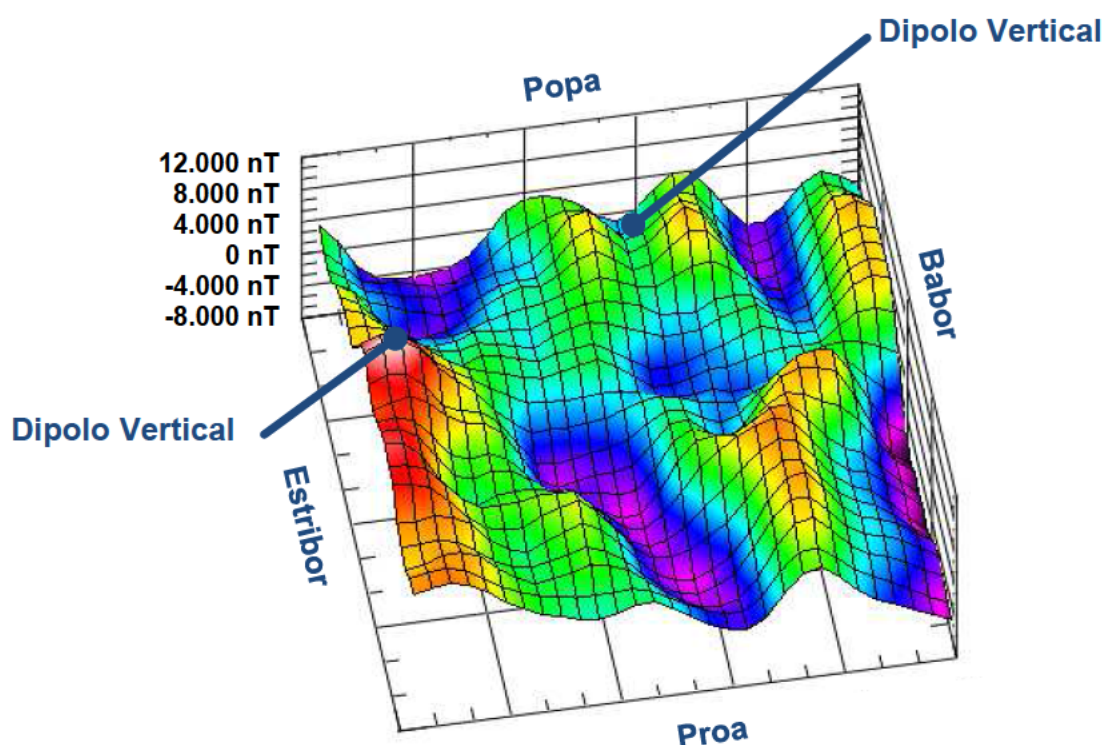 Dipolo Vertical
Popa
12.000 nT
8.000 nT
4.000 nT
0 nT
-4.000 nT
-8.000 nT
Babor
Dipolo Vertical
Estribor
Proa